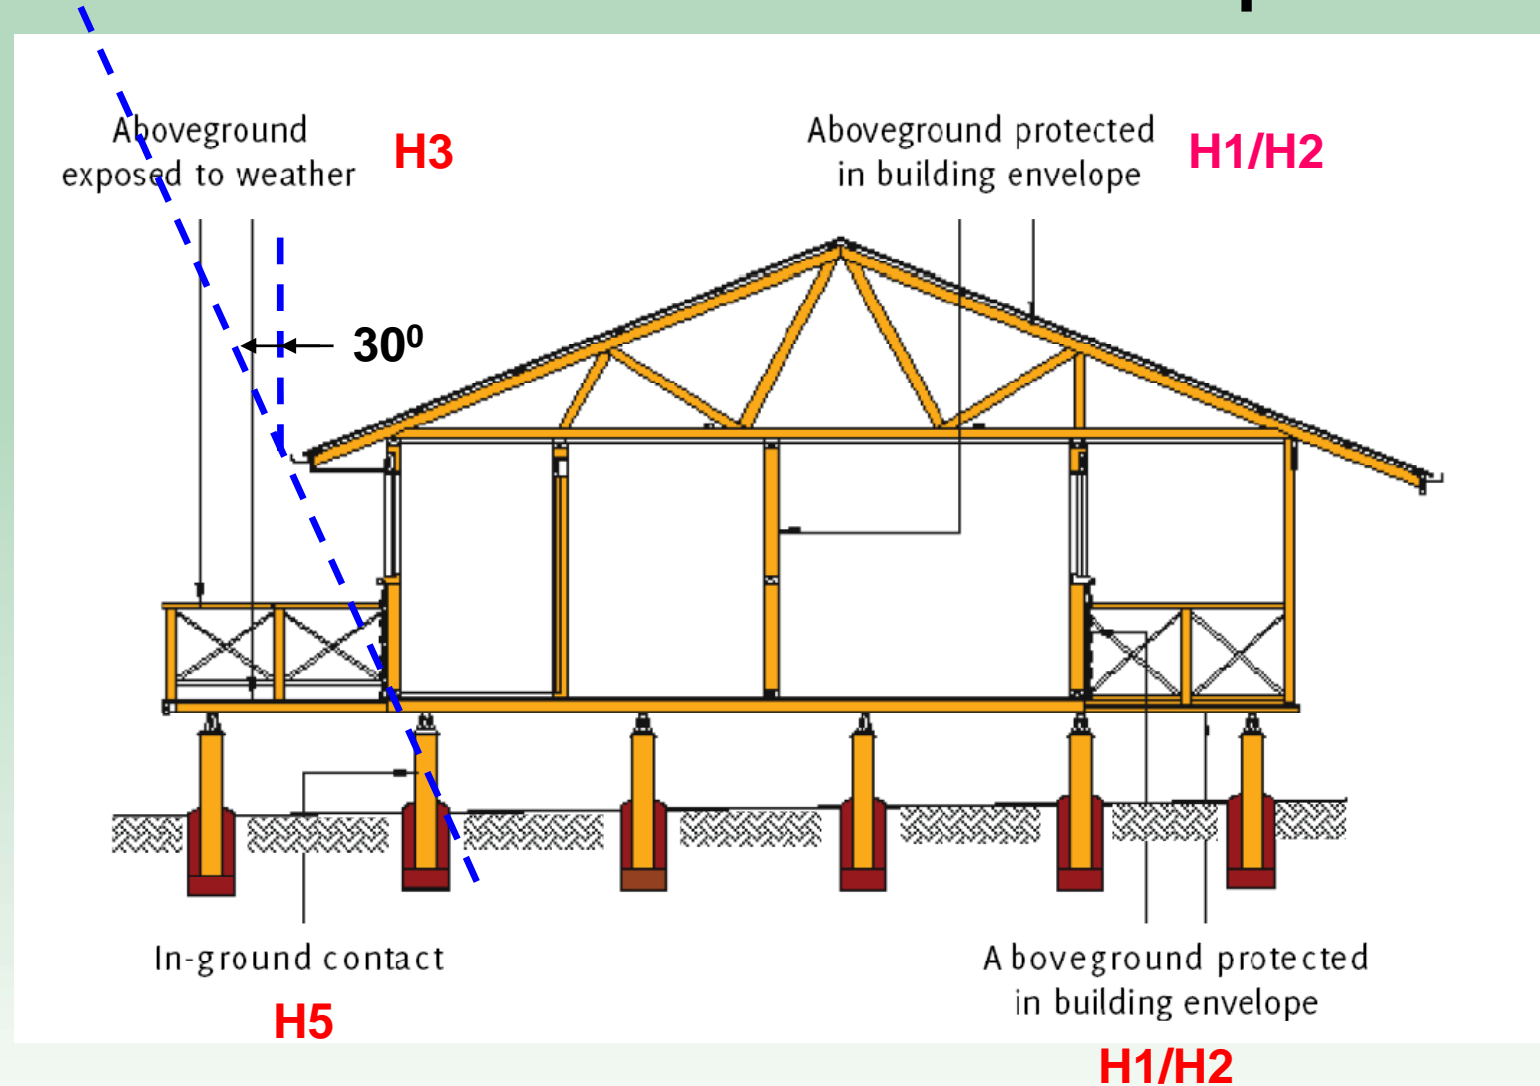 Aboveground
exposed to weather
H3
Aboveground protected
in building envelope
H1/H2
30⁰
In-ground contact
H5
Aboveground protected
in building envelope
H1/H2